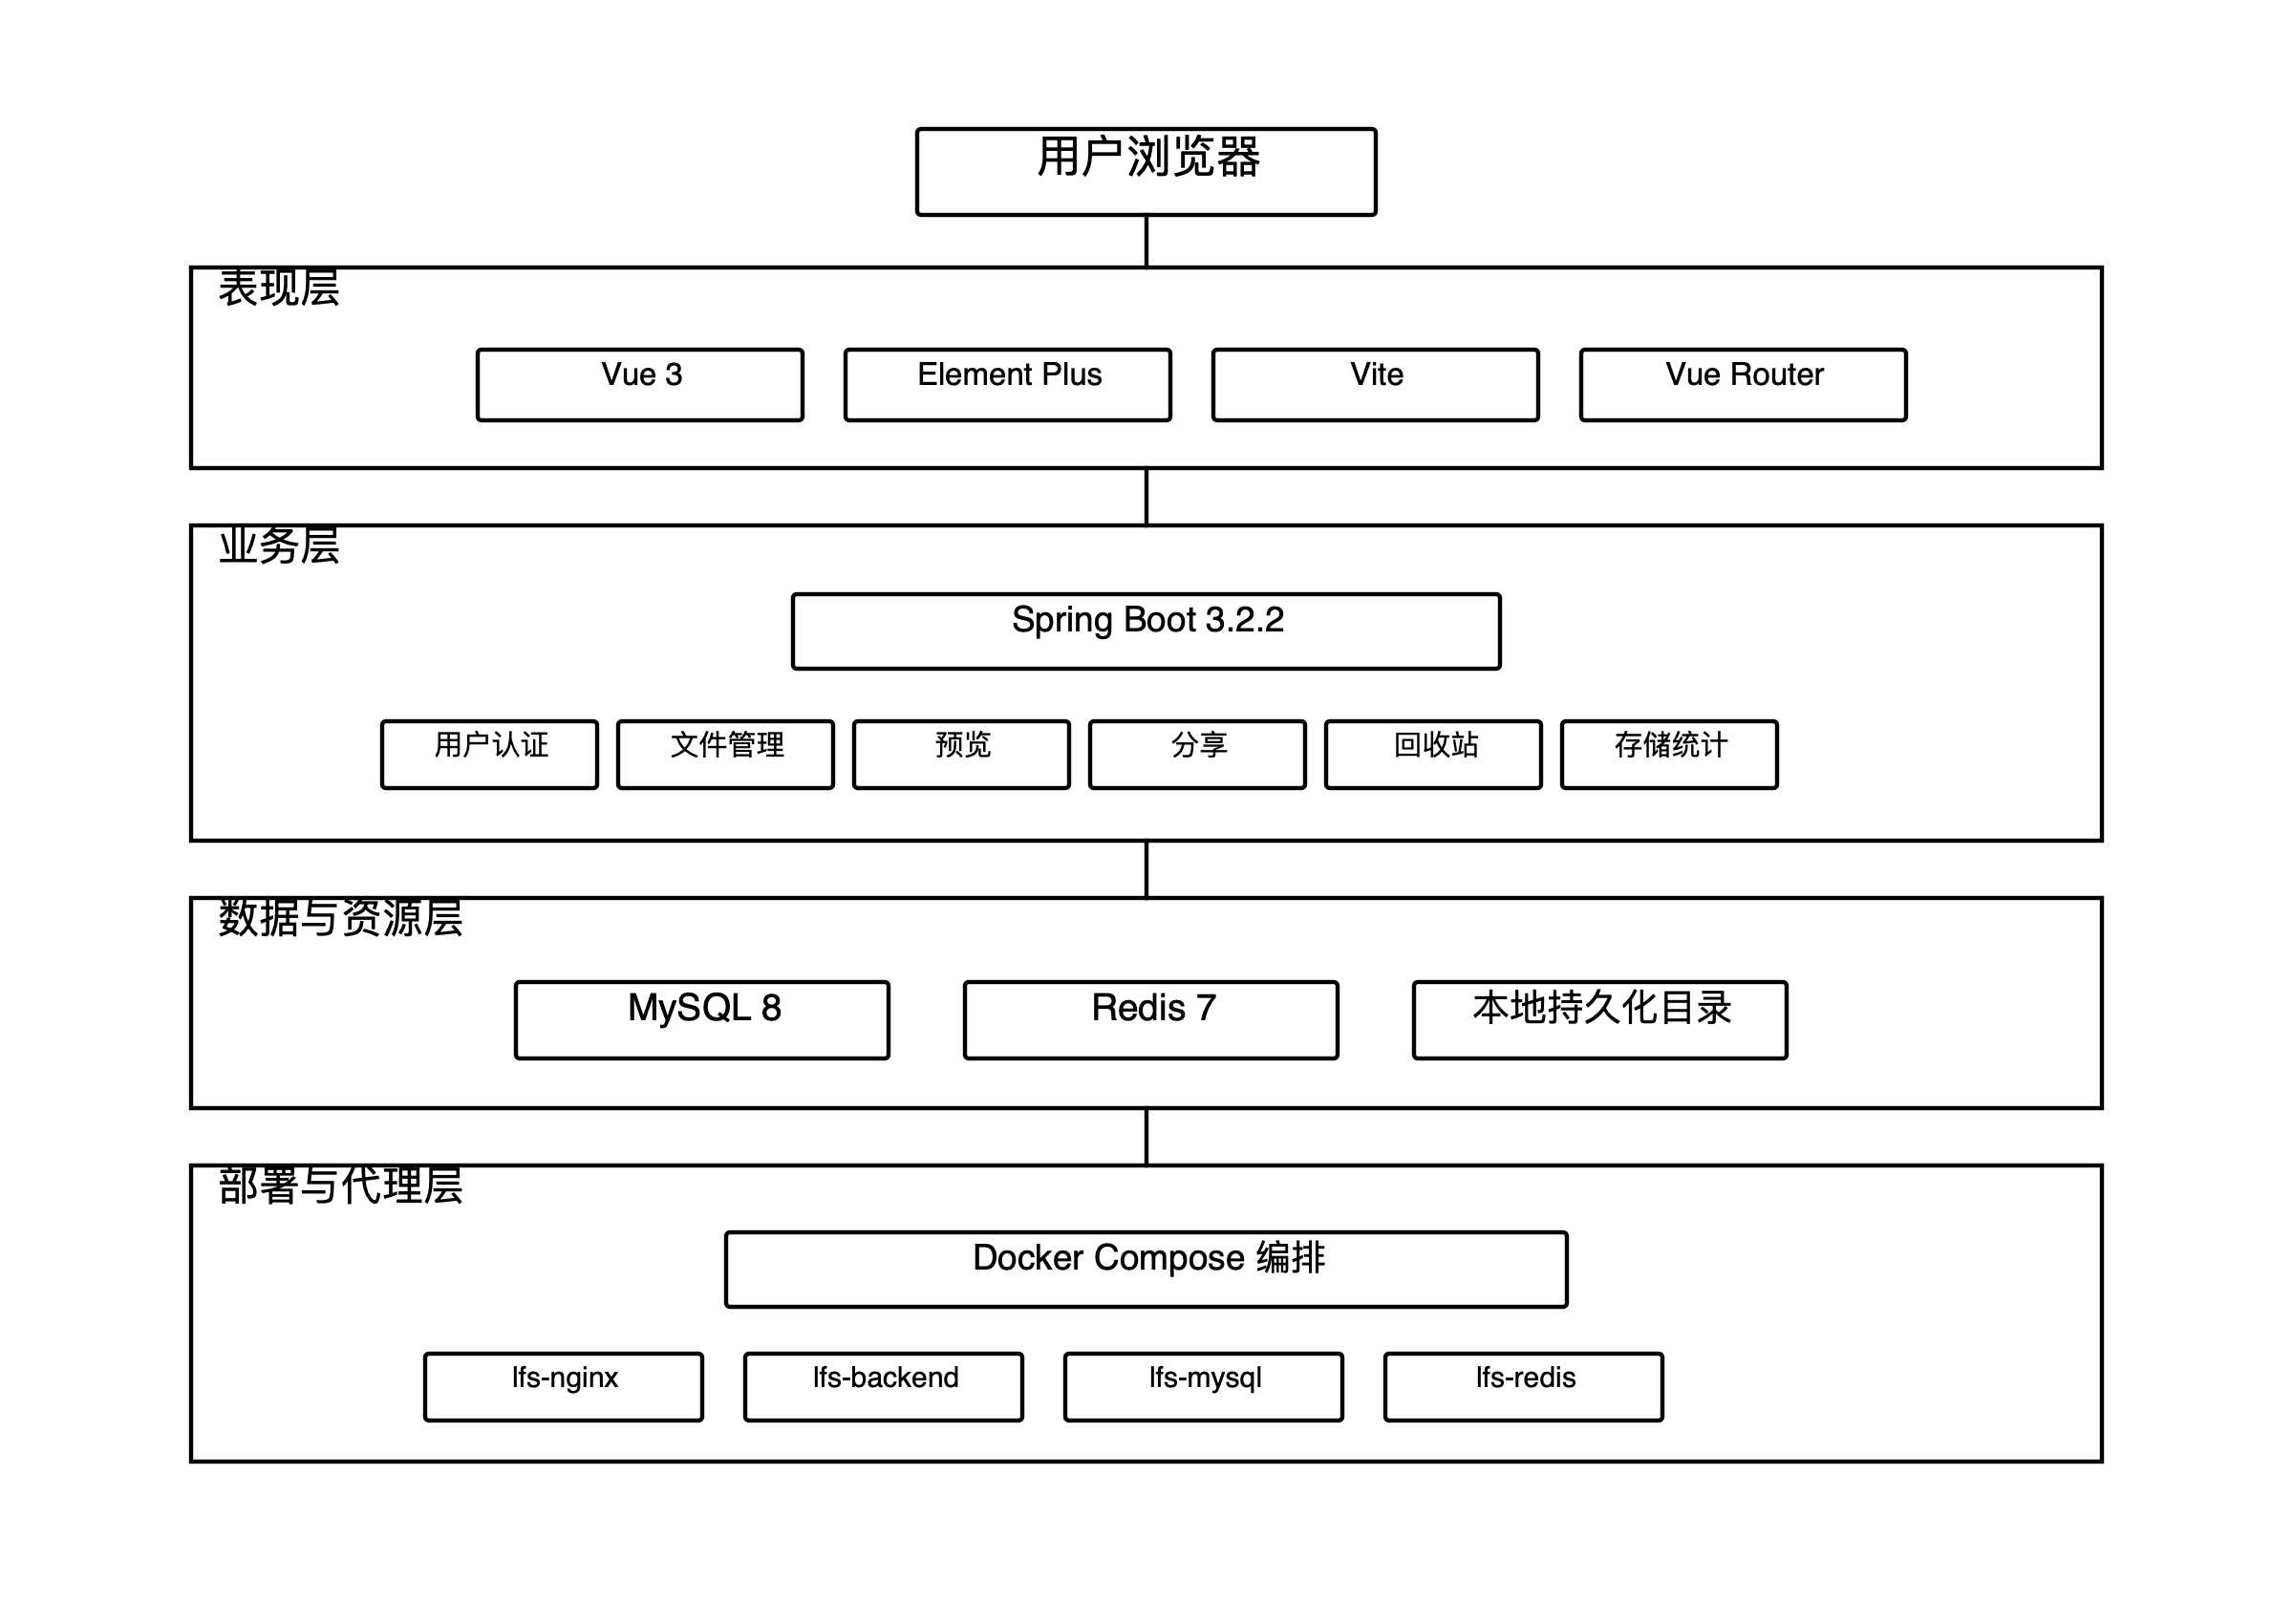 用户浏览器
表现层
Vue 3
Element Plus
Vite
Vue Router
业务层
Spring Boot 3.2.2
用户认证
文件管理
预览
分享
回收站
存储统计
数据与资源层
MySQL 8
Redis 7
本地持久化目录
部署与代理层
Docker Compose 编排
lfs-nginx
lfs-backend
lfs-mysql
lfs-redis